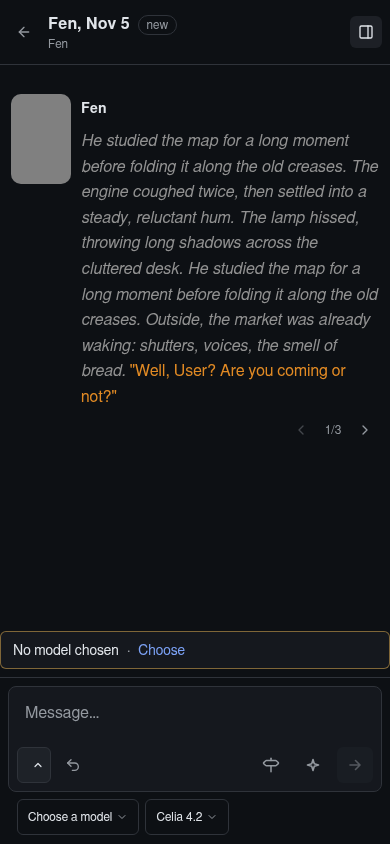 Fen, Nov 5 new
Fen
Fen
He studied the map for a long moment
before folding it along the old creases. The
engine coughed twice, then settled into a
steady, reluctant hum. The lamp hissed,
throwing long shadows across the
cluttered desk. He studied the map for a
long moment before folding it along the old
creases. Outside, the market was already
waking: shutters, voices, the smell of
bread. "Well, User? Are you coming or
not?"
1/3
No model chosen · Choose
Message...
Choose a model Celia 4.2